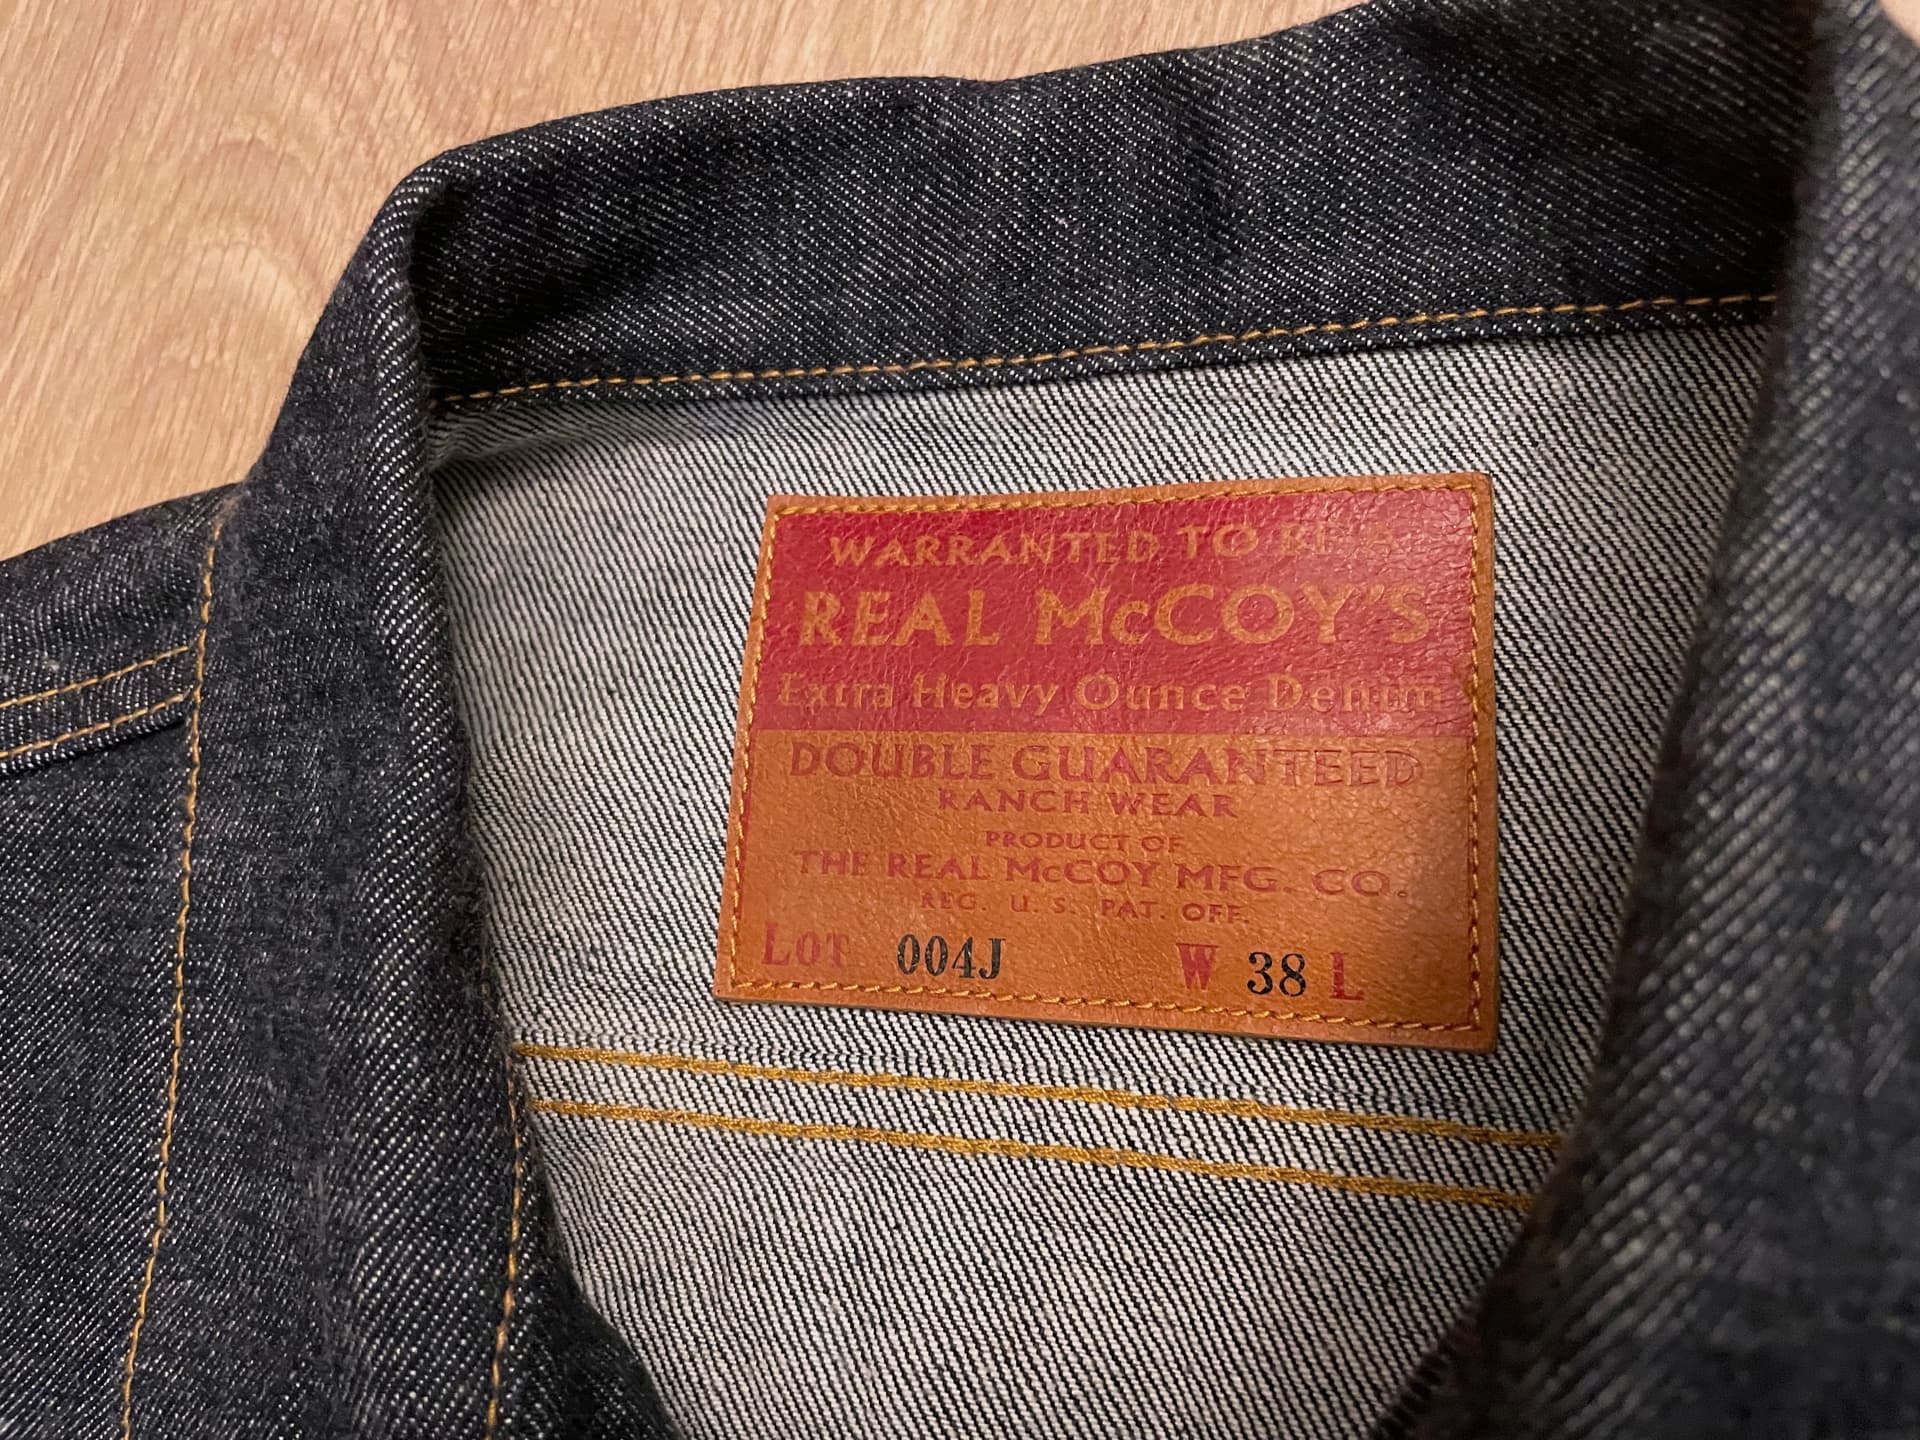 WARRANTED TO BE A
REAL McCOY'S
Extra Heavy Ounce Denim
DOUBLE GUARANTEED
RANCH WEAR
PRODUCT OF
THE REAL McCOY MFG. CO.
REG. U. S. PAT. OFF.
LOT 004J W 38 L